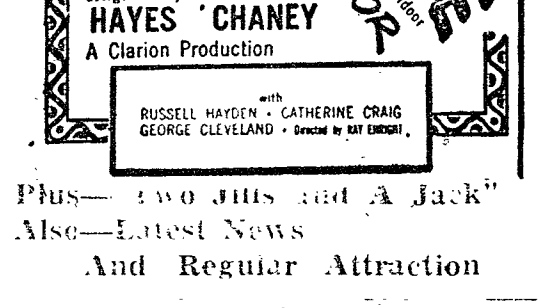 HAYES CHANEY
A Clarion Production
with
RUSSELL HAYDEN · CATHERINE CRAIG
GEORGE CLEVELAND · Directed by RAY ENRIGHT
Plus— Two Jills and A Jack"
Also—Latest News
And Regular Attraction